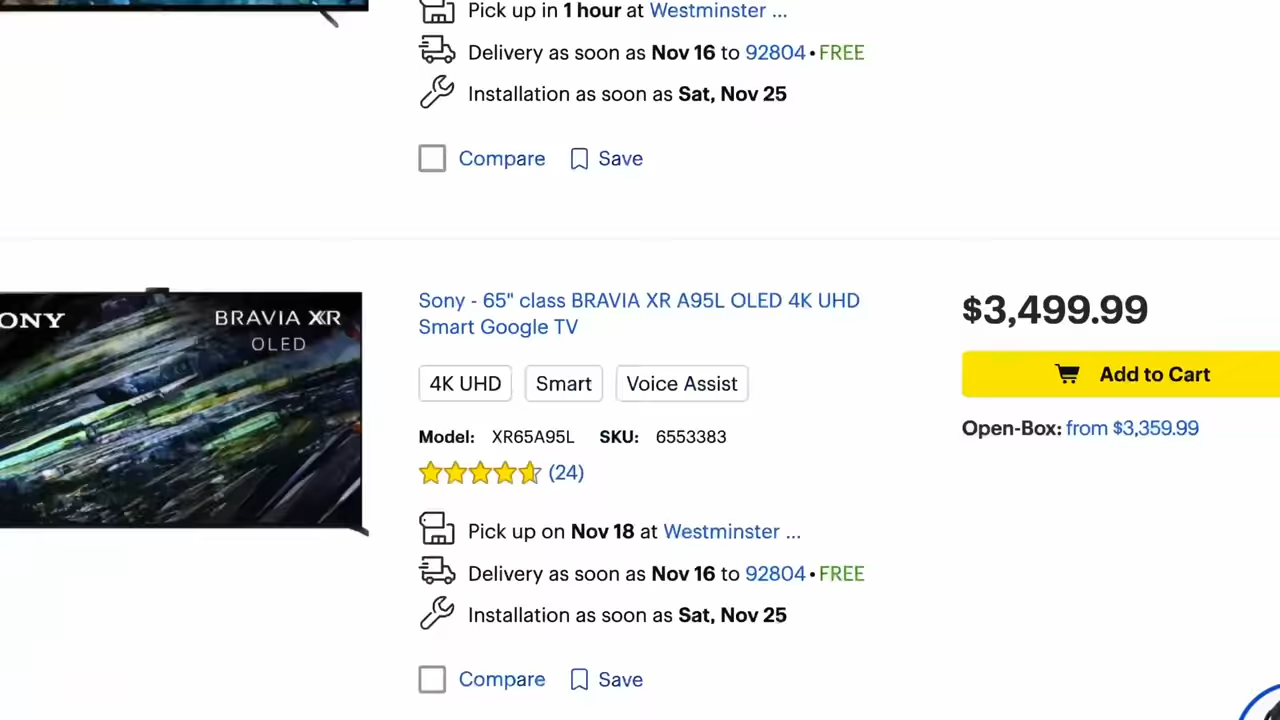 Pick up in 1 hour at Westminster ...
Delivery as soon as Nov 16 to 92804 • FREE
Installation as soon as Sat, Nov 25
Compare
Save
ONY
BRAVIA XR
OLED
Sony - 65" class BRAVIA XR A95L OLED 4K UHD
Smart Google TV
4K UHD
Smart
Voice Assist
Model: XR65A95L SKU: 6553383
(24)
Pick up on Nov 18 at Westminster ...
Delivery as soon as Nov 16 to 92804 • FREE
Installation as soon as Sat, Nov 25
Compare
Save
$3,499.99
Add to Cart
Open-Box: from $3,359.99